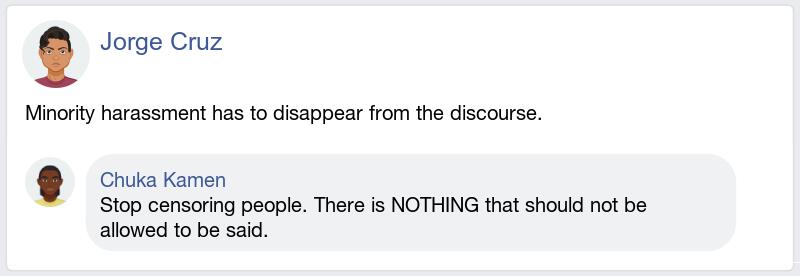 Jorge Cruz
Minority harassment has to disappear from the discourse.
Chuka Kamen
Stop censoring people. There is NOTHING that should not be
allowed to be said.